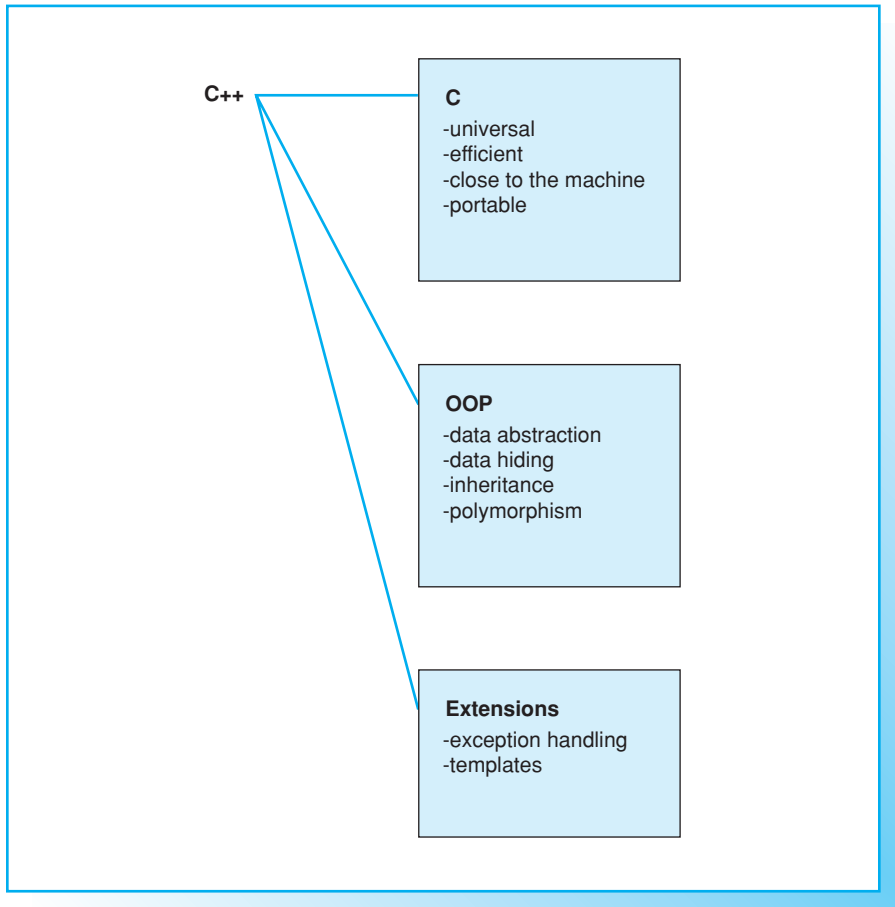 C++
C
-universal
-efficient
-close to the machine
-portable
OOP
-data abstraction
-data hiding
-inheritance
-polymorphism
Extensions
-exception handling
-templates